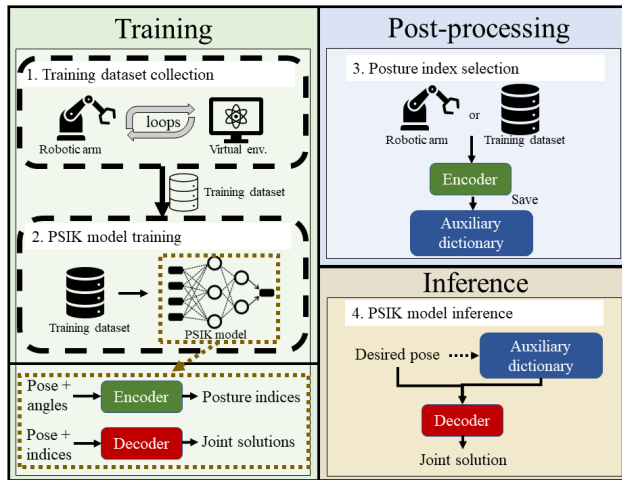 Training
1. Training dataset collection
loops
Robotic arm
Virtual env.
Training dataset
2. PSIK model training
Training dataset
PSIK model
Pose +
angles
Encoder
Posture indices
Pose +
indices
Decoder
Joint solutions
Post-processing
3. Posture index selection
or
Robotic arm
Training
dataset
Encoder
Save
Auxiliary
dictionary
Inference
4. PSIK model inference
Desired pose
Auxiliary
dictionary
Decoder
Joint solution